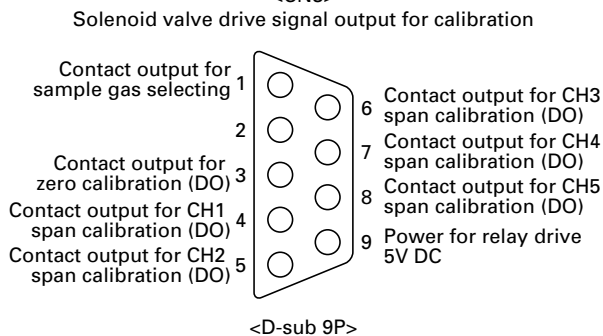 Solenoid valve drive signal output for calibration
Contact output for
sample gas selecting
1
2
Contact output for
zero calibration (DO)
3
Contact output for CH1
span calibration (DO)
4
Contact output for CH2
span calibration (DO)
5
6
Contact output for CH3
span calibration (DO)
7
Contact output for CH4
span calibration (DO)
8
Contact output for CH5
span calibration (DO)
9
Power for relay drive
5V DC
<D-sub 9P>